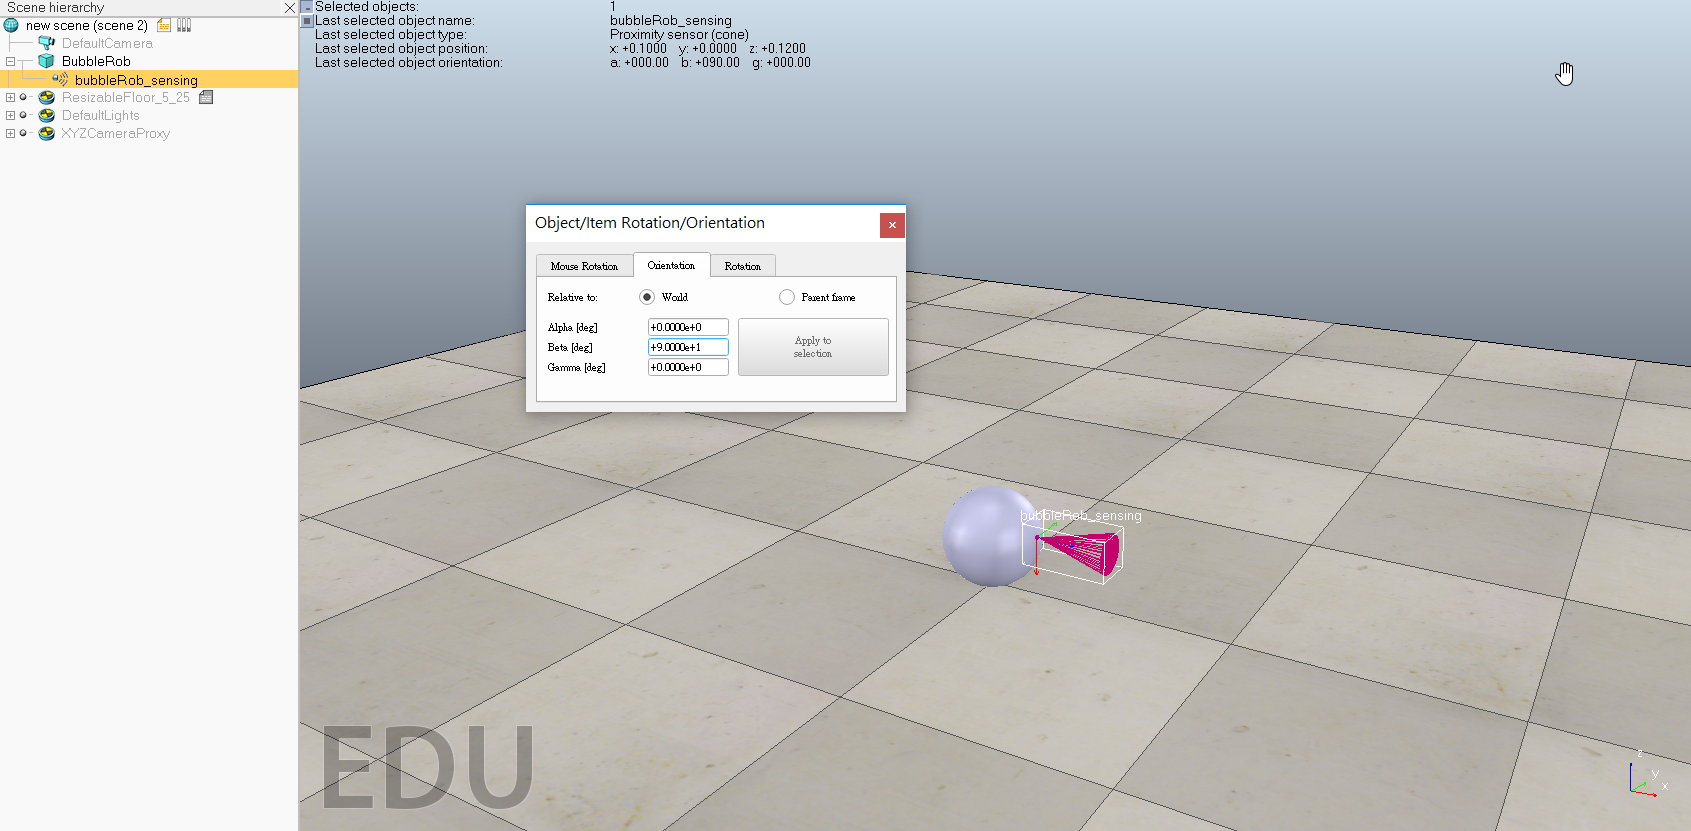 Scene hierarchy
new scene (scene 2)
DefaultCamera
BubbleRob
bubbleRob_sensing
ResizableFloor_5_25
DefaultLights
XYZCameraProxy
Selected objects: 1
Last selected object name: bubbleRob_sensing
Last selected object type: Proximity sensor (cone)
Last selected object position: x: +0.1000 y: +0.0000 z: +0.1200
Last selected object orientation: a: +000.00 b: +090.00 g: +000.00
Object/Item Rotation/Orientation
Mouse Rotation Orientation Rotation
Relative to: World Parent frame
Alpha [deg] +0.0000e+0
Beta [deg] +9.0000e+1
Gamma [deg] +0.0000e+0
Apply to
selection
bubbleRob_sensing
EDU
z
y
x